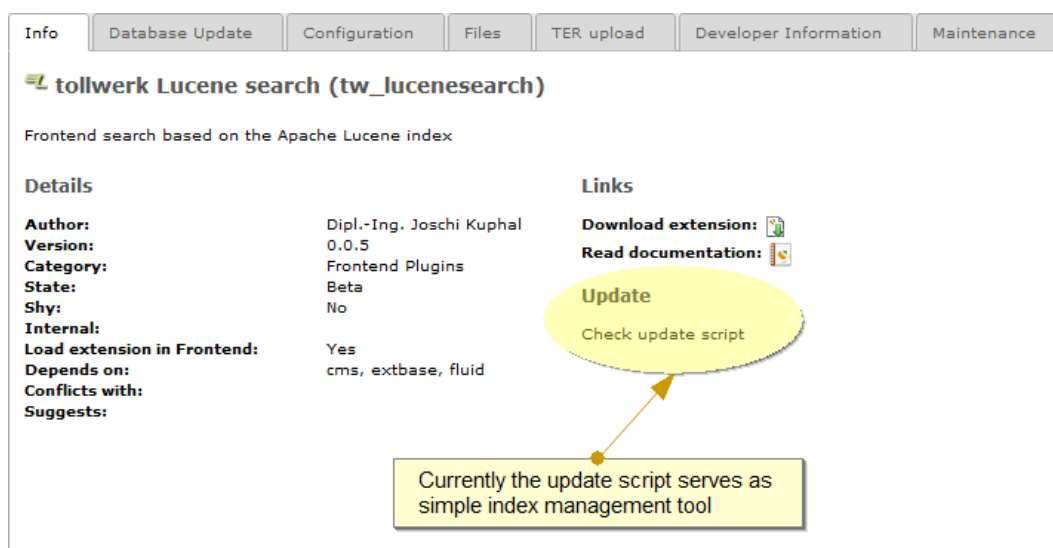 Info Database Update Configuration Files TER upload Developer Information Maintenance
tollwerk Lucene search (tw_lucenesearch)
Frontend search based on the Apache Lucene index
Details
Author: Dipl.-Ing. Joschi Kuphal
Version: 0.0.5
Category: Frontend Plugins
State: Beta
Shy: No
Internal:
Load extension in Frontend: Yes
Depends on: cms, extbase, fluid
Conflicts with:
Suggests:
Links
Download extension:
Read documentation:
Update
Check update script
Currently the update script serves as
simple index management tool